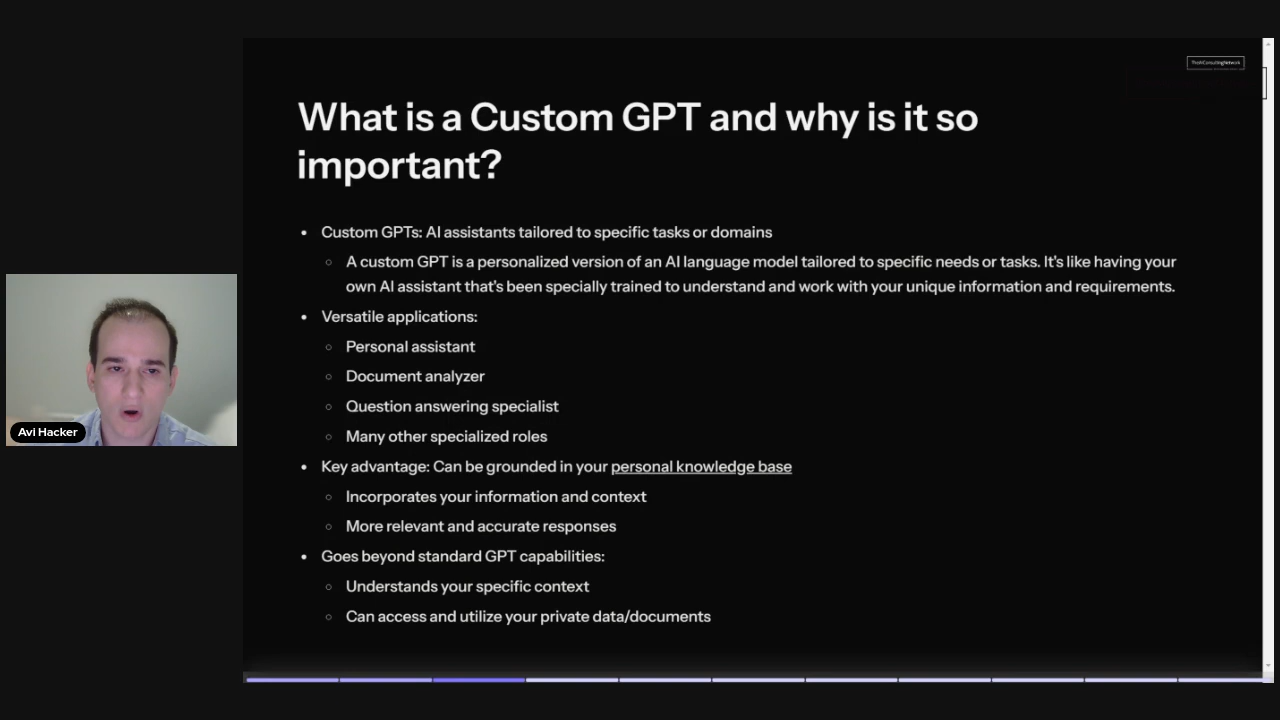 ThinkConsultingNetwork
What is a Custom GPT and why is it so
important?
• Custom GPTs: AI assistants tailored to specific tasks or domains
○ A custom GPT is a personalized version of an AI language model tailored to specific needs or tasks. It's like having your
own AI assistant that's been specially trained to understand and work with your unique information and requirements.
• Versatile applications:
○ Personal assistant
○ Document analyzer
○ Question answering specialist
○ Many other specialized roles
• Key advantage: Can be grounded in your personal knowledge base
○ Incorporates your information and context
○ More relevant and accurate responses
• Goes beyond standard GPT capabilities:
○ Understands your specific context
○ Can access and utilize your private data/documents
Avi Hacker